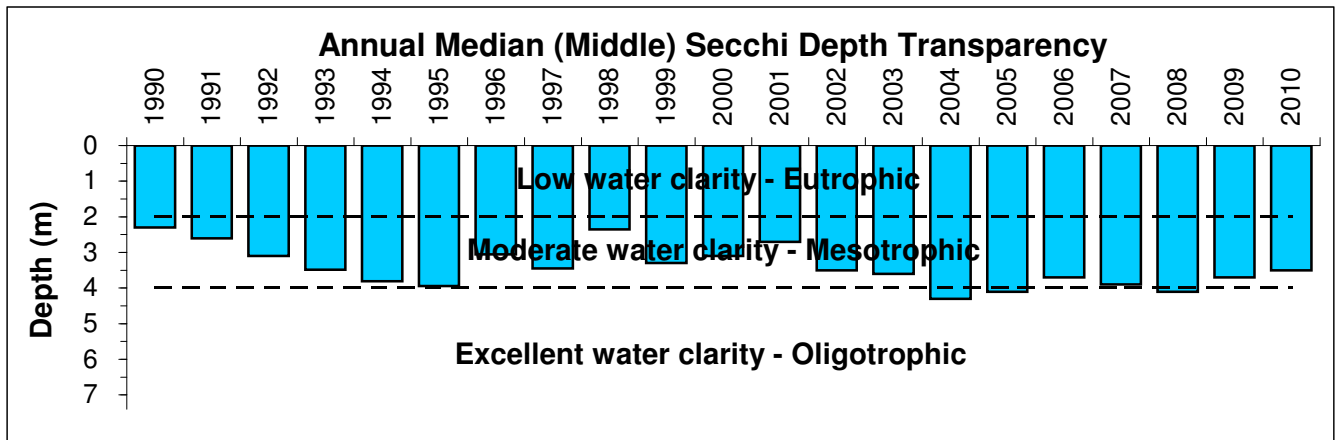 Annual Median (Middle) Secchi Depth Transparency
1990 1991 1992 1993 1994 1995 1996 1997 1998 1999 2000 2001 2002 2003 2004 2005 2006 2007 2008 2009 2010
Depth (m)
0
1
2
3
4
5
6
7
Low water clarity - Eutrophic
Moderate water clarity - Mesotrophic
Excellent water clarity - Oligotrophic